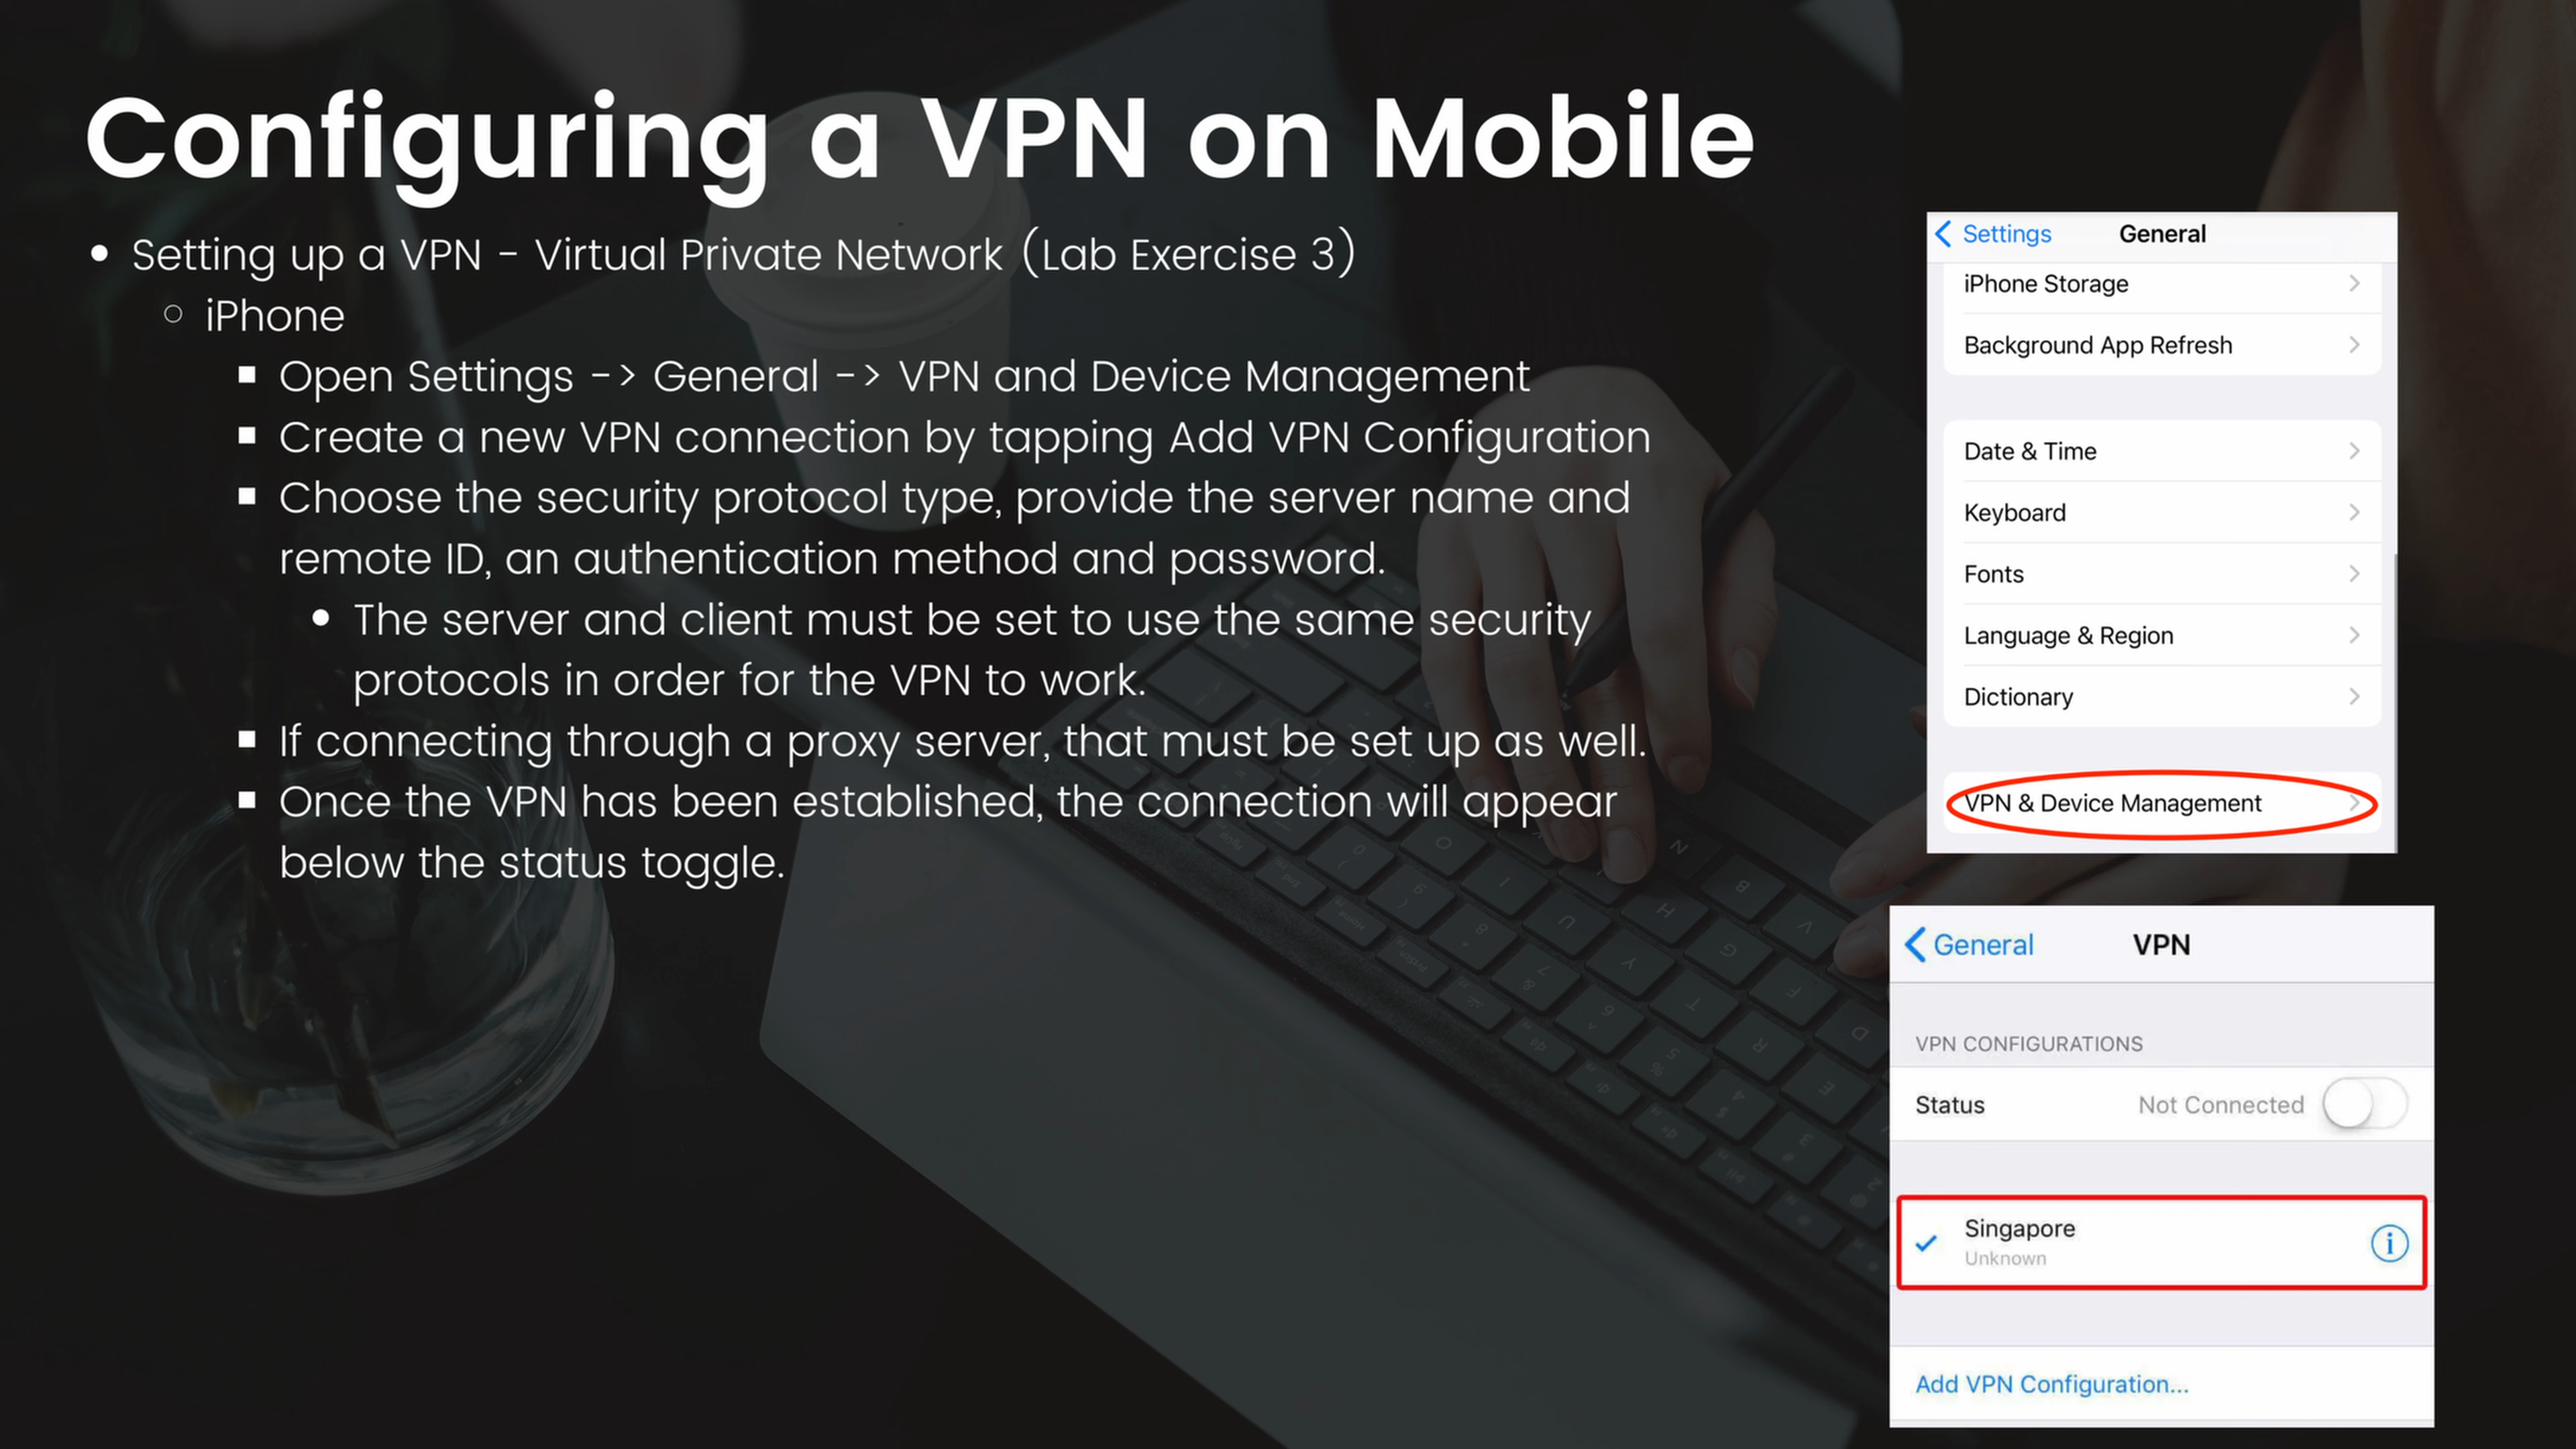 Configuring a VPN on Mobile
• Setting up a VPN - Virtual Private Network (Lab Exercise 3)
○ iPhone
▪ Open Settings -> General -> VPN and Device Management
▪ Create a new VPN connection by tapping Add VPN Configuration
▪ Choose the security protocol type, provide the server name and
remote ID, an authentication method and password.
• The server and client must be set to use the same security
protocols in order for the VPN to work.
▪ If connecting through a proxy server, that must be set up as well.
▪ Once the VPN has been established, the connection will appear
below the status toggle.
Settings General
iPhone Storage
Background App Refresh
Date & Time
Keyboard
Fonts
Language & Region
Dictionary
VPN & Device Management
General VPN
VPN CONFIGURATIONS
Status Not Connected
Singapore
Unknown
Add VPN Configuration...